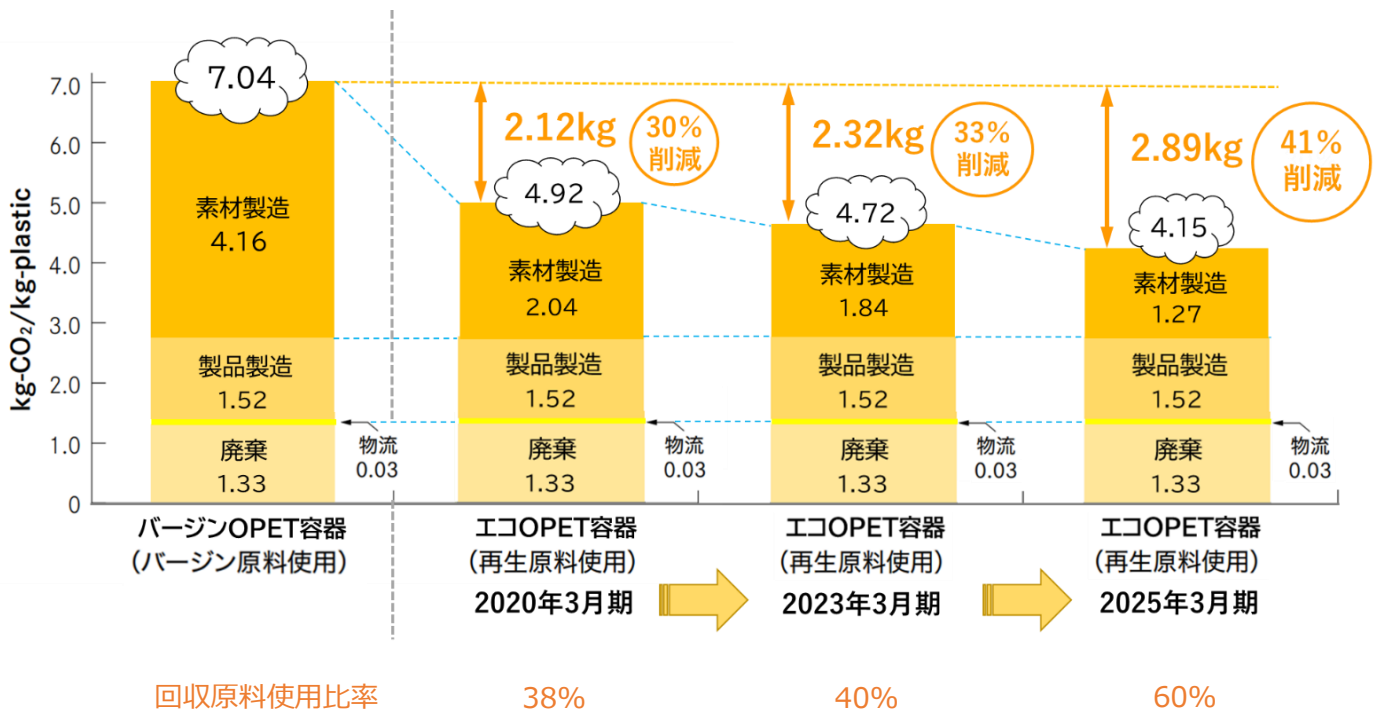 kg-CO₂/kg-plastic
7.0
6.0
5.0
4.0
3.0
2.0
1.0
0
7.04
素材製造
4.16
製品製造
1.52
廃棄
1.33
物流
0.03
バージンOPET容器
(バージン原料使用)
2.12kg
30%
削減
4.92
素材製造
2.04
製品製造
1.52
廃棄
1.33
物流
0.03
エコOPET容器
(再生原料使用)
2020年3月期
2.32kg
33%
削減
4.72
素材製造
1.84
製品製造
1.52
廃棄
1.33
物流
0.03
エコOPET容器
(再生原料使用)
2023年3月期
2.89kg
41%
削減
4.15
素材製造
1.27
製品製造
1.52
廃棄
1.33
物流
0.03
エコOPET容器
(再生原料使用)
2025年3月期
回収原料使用比率 38% 40% 60%